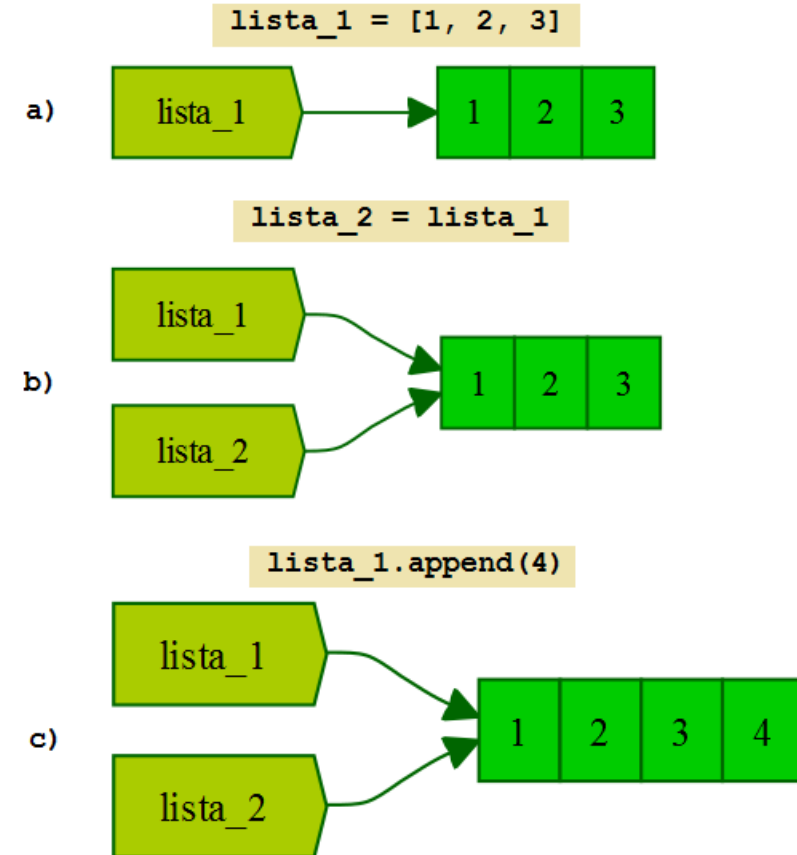 lista_1 = [1, 2, 3]
a)
lista_1
1 2 3
lista_2 = lista_1
lista_1
b)
1 2 3
lista_2
lista_1.append(4)
lista_1
c)
1 2 3 4
lista_2